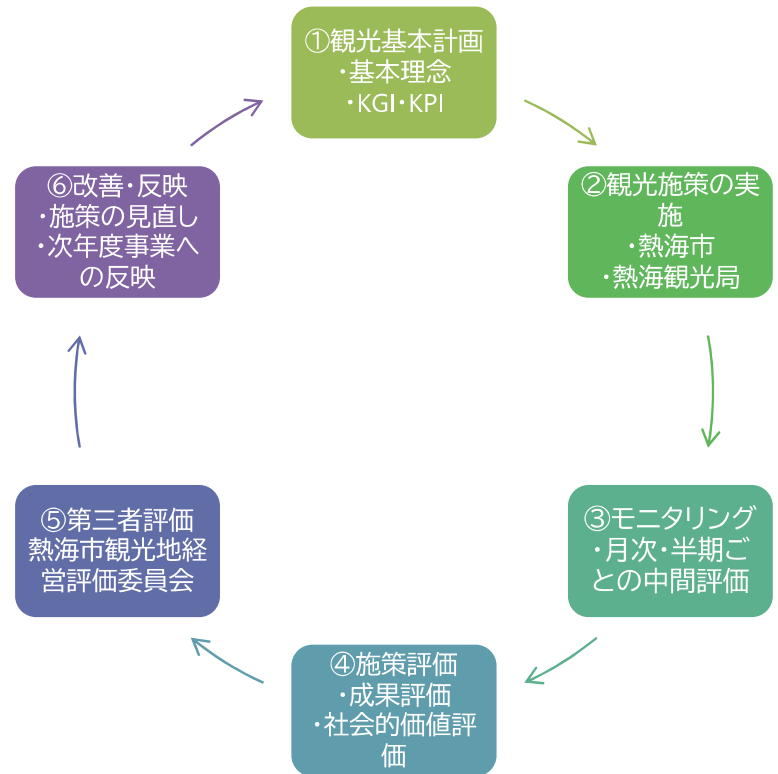 ①観光基本計画
・基本理念
・KGI・KPI
②観光施策の実
施
・熱海市
・熱海観光局
③モニタリング
・月次・半期ご
との中間評価
④施策評価
・成果評価
・社会的価値評
価
⑤第三者評価
熱海市観光地経
営評価委員会
⑥改善・反映
・施策の見直し
・次年度事業へ
の反映